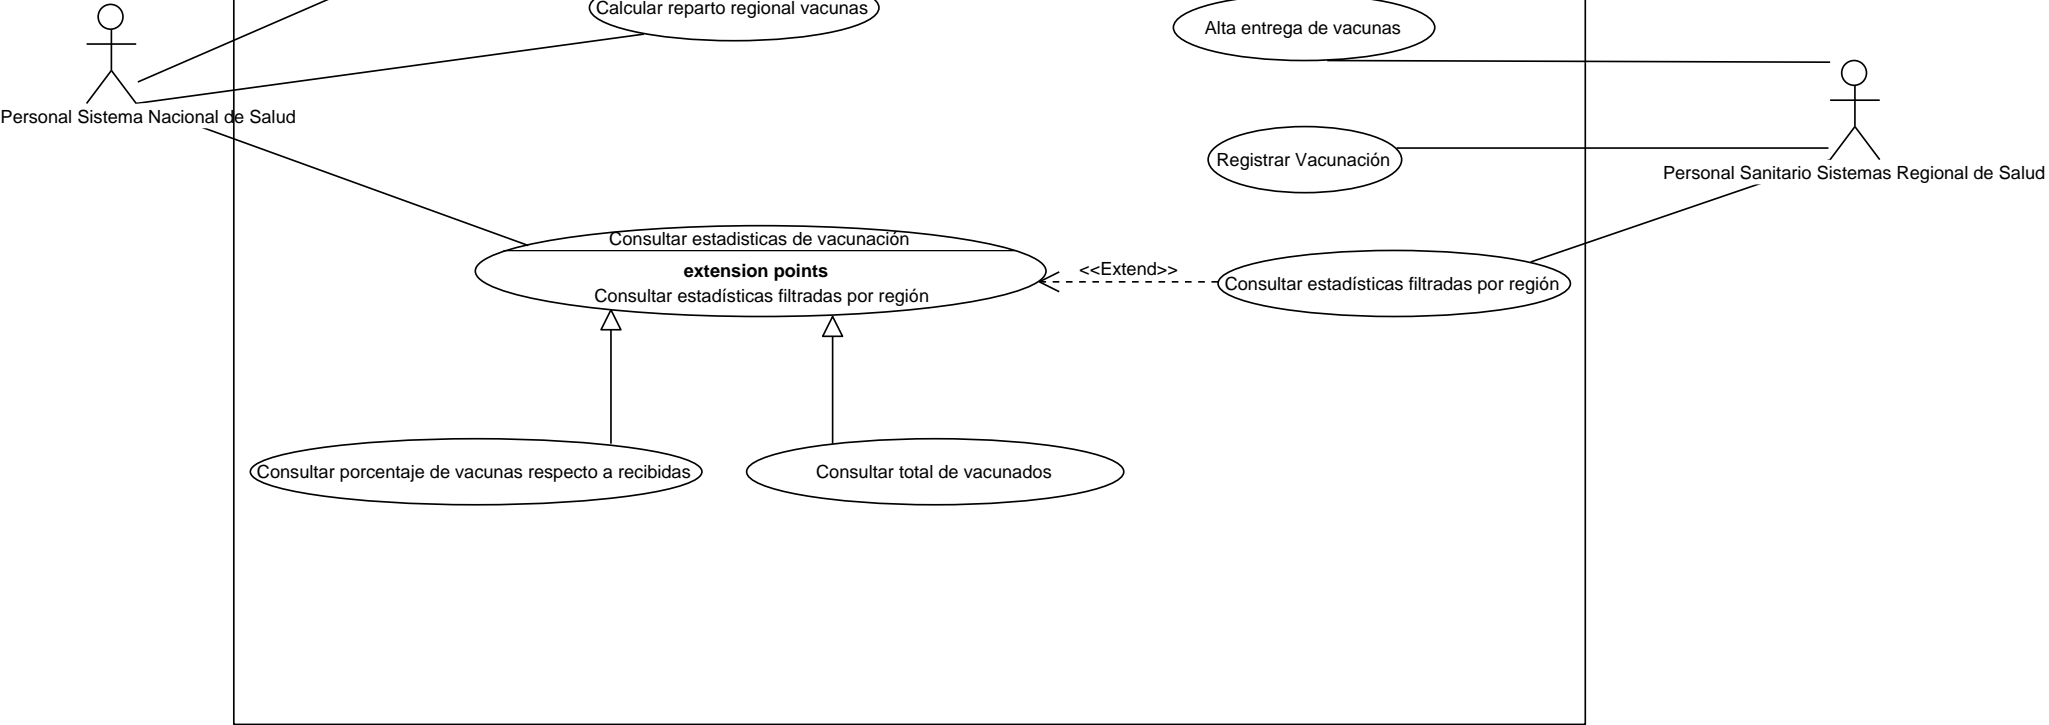 Calcular reparto regional vacunas
Alta entrega de vacunas
Personal Sistema Nacional de Salud
Registrar Vacunación
Personal Sanitario Sistemas Regional de Salud
Consultar estadisticas de vacunación
extension points
Consultar estadísticas filtradas por región
<<Extend>>
Consultar estadísticas filtradas por región
Consultar porcentaje de vacunas respecto a recibidas
Consultar total de vacunados